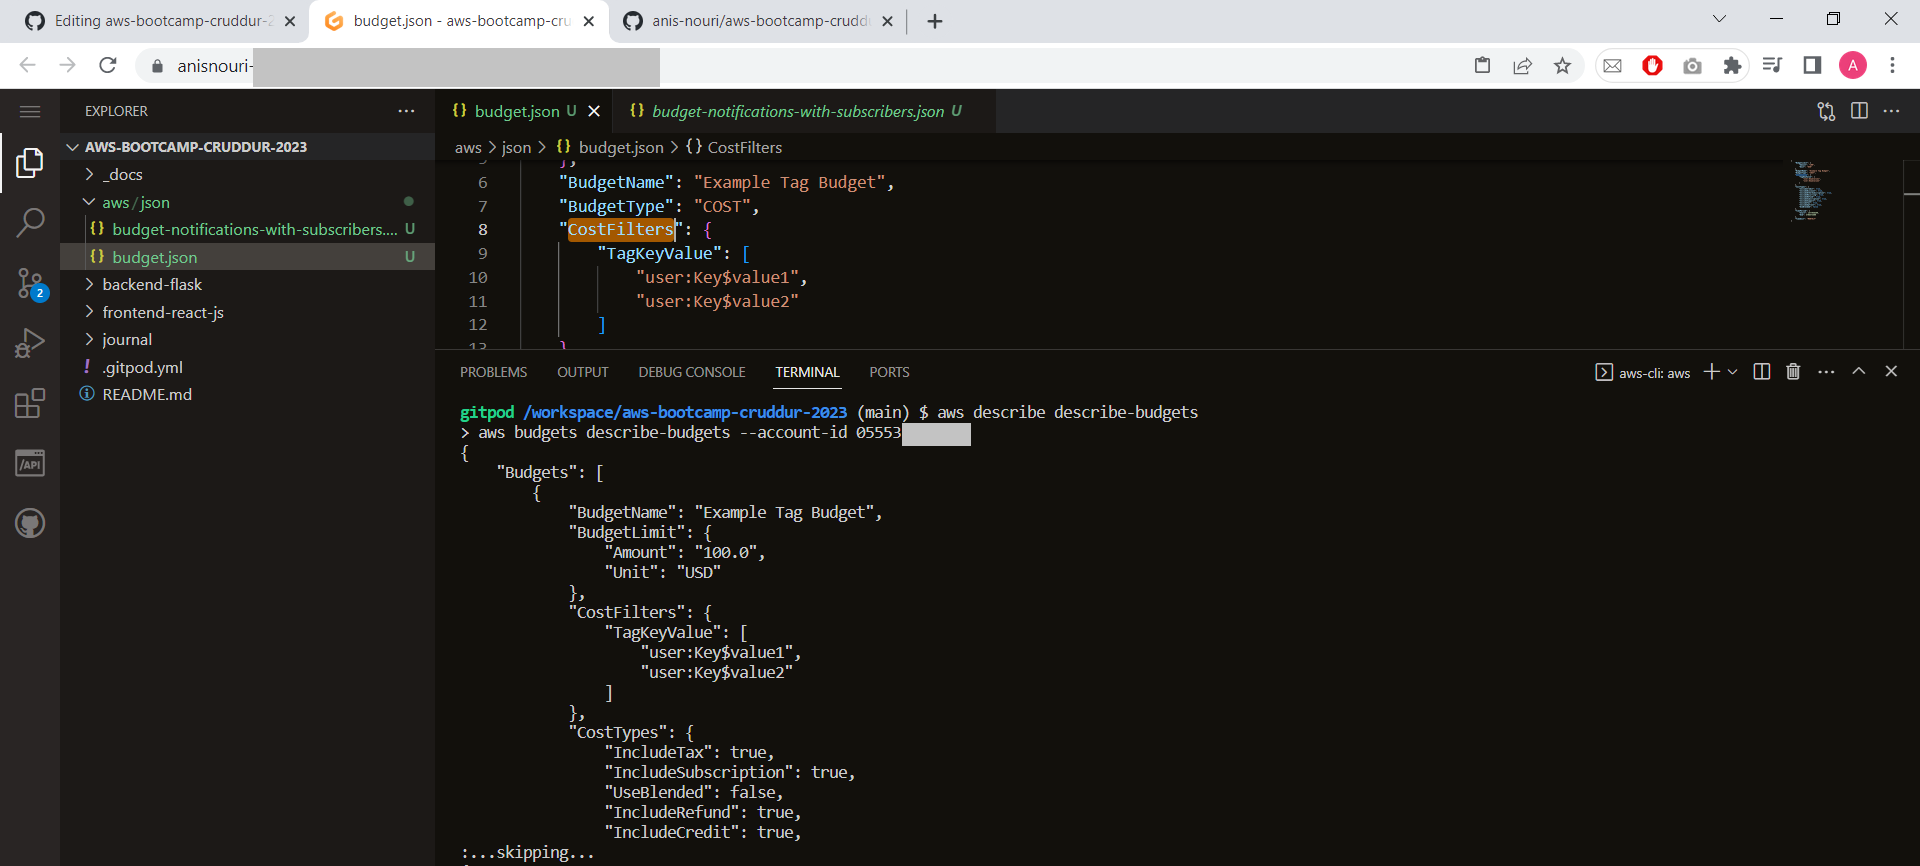 Editing aws-bootcamp-cruddur-2
budget.json - aws-bootcamp-cru
anis-nouri/aws-bootcamp-crudd
anisnouri-
A
EXPLORER
AWS-BOOTCAMP-CRUDDUR-2023
_docs
aws/json
budget-notifications-with-subscribers.... U
budget.json U
backend-flask
frontend-react-js
journal
! .gitpod.yml
README.md
2
/API
{} budget.json U
{} budget-notifications-with-subscribers.json U
aws > json > {} budget.json > {} CostFilters
5 },
6 "BudgetName": "Example Tag Budget",
7 "BudgetType": "COST",
8 "CostFilters": {
9 "TagKeyValue": [
10 "user:Key$value1",
11 "user:Key$value2"
12 ]
13 }
PROBLEMS OUTPUT DEBUG CONSOLE TERMINAL PORTS
aws-cli: aws
gitpod /workspace/aws-bootcamp-cruddur-2023 (main) $ aws describe describe-budgets
> aws budgets describe-budgets --account-id 05553
{
"Budgets": [
{
"BudgetName": "Example Tag Budget",
"BudgetLimit": {
"Amount": "100.0",
"Unit": "USD"
},
"CostFilters": {
"TagKeyValue": [
"user:Key$value1",
"user:Key$value2"
]
},
"CostTypes": {
"IncludeTax": true,
"IncludeSubscription": true,
"UseBlended": false,
"IncludeRefund": true,
"IncludeCredit": true,
:...skipping...